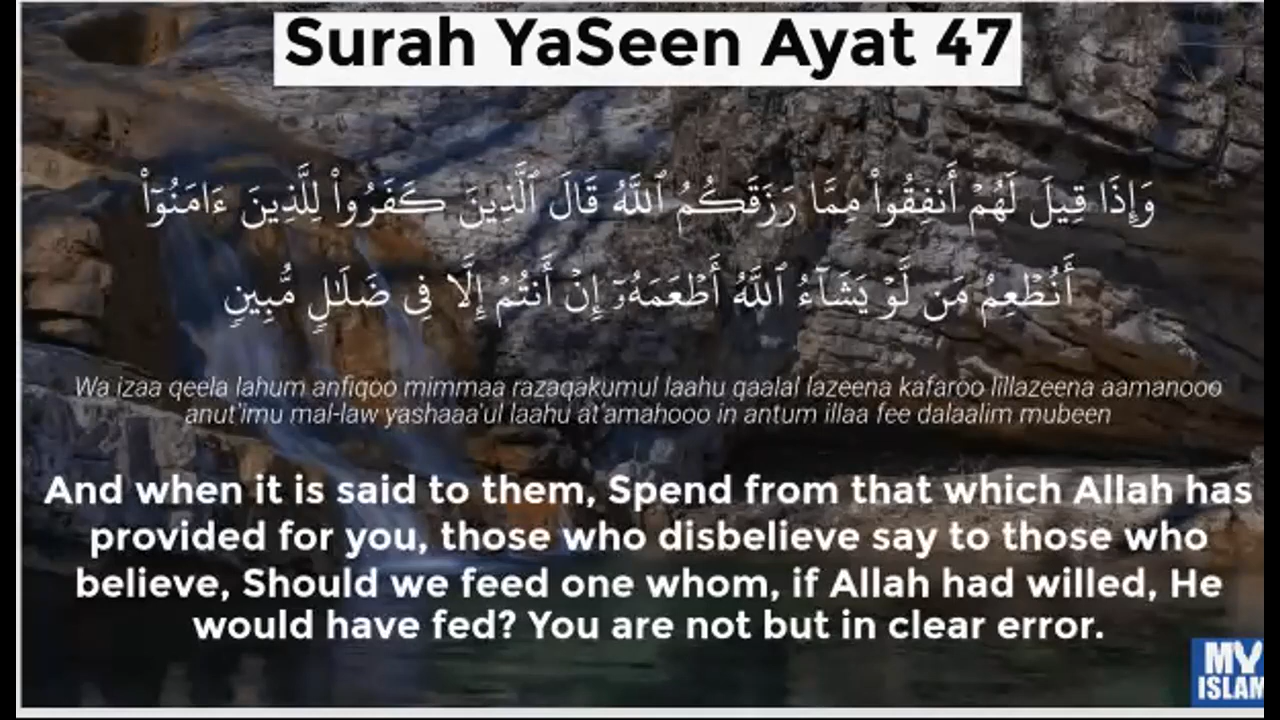 Surah YaSeen Ayat 47
وَإِذَا قِيلَ لَهُمْ أَنفِقُوا۟ مِمَّا رَزَقَكُمُ ٱللَّهُ قَالَ ٱلَّذِينَ كَفَرُوا۟ لِلَّذِينَ ءَامَنُوٓا۟
أَنُطْعِمُ مَن لَّوْ يَشَآءُ ٱللَّهُ أَطْعَمَهُۥٓ إِنْ أَنتُمْ إِلَّا فِى ضَلَـٰلٍ مُّبِينٍ
Wa izaa qeela lahum anfiqoo mimmaa razaqakumul laahu qaalal lazeena kafaroo lillazeena aamanooo
anut'imu mal-law yashaaa'ul laahu at'amahooo in antum illaa fee dalaalim mubeen
And when it is said to them, Spend from that which Allah has
provided for you, those who disbelieve say to those who
believe, Should we feed one whom, if Allah had willed, He
would have fed? You are not but in clear error.
MY
ISLAM